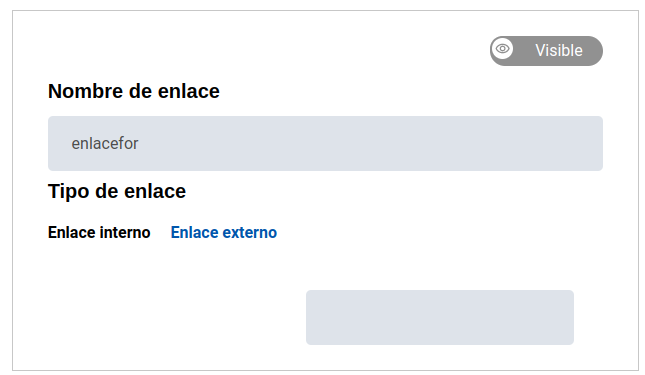 Visible
Nombre de enlace
enlacefor
Tipo de enlace
Enlace interno Enlace externo